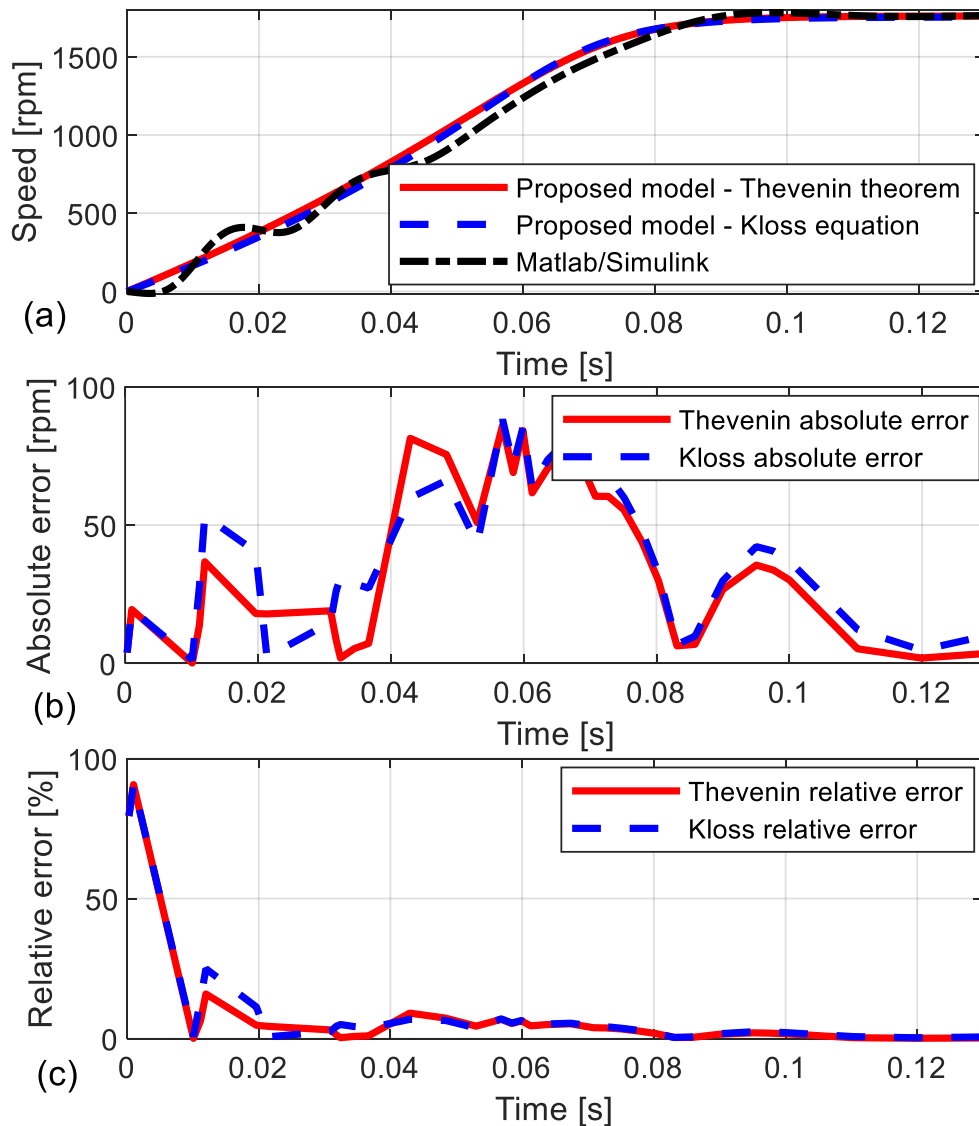 Speed [rpm]
1500
1000
500
0
Proposed model - Thevenin theorem
Proposed model - Kloss equation
Matlab/Simulink
(a)
0 0.02 0.04 0.06 0.08 0.1 0.12
Time [s]
Absolute error [rpm]
100
50
0
Thevenin absolute error
Kloss absolute error
0 0.02 0.04 0.06 0.08 0.1 0.12
(b)
Time [s]
Relative error [%]
100
50
0
Thevenin relative error
Kloss relative error
0 0.02 0.04 0.06 0.08 0.1 0.12
(c)
Time [s]